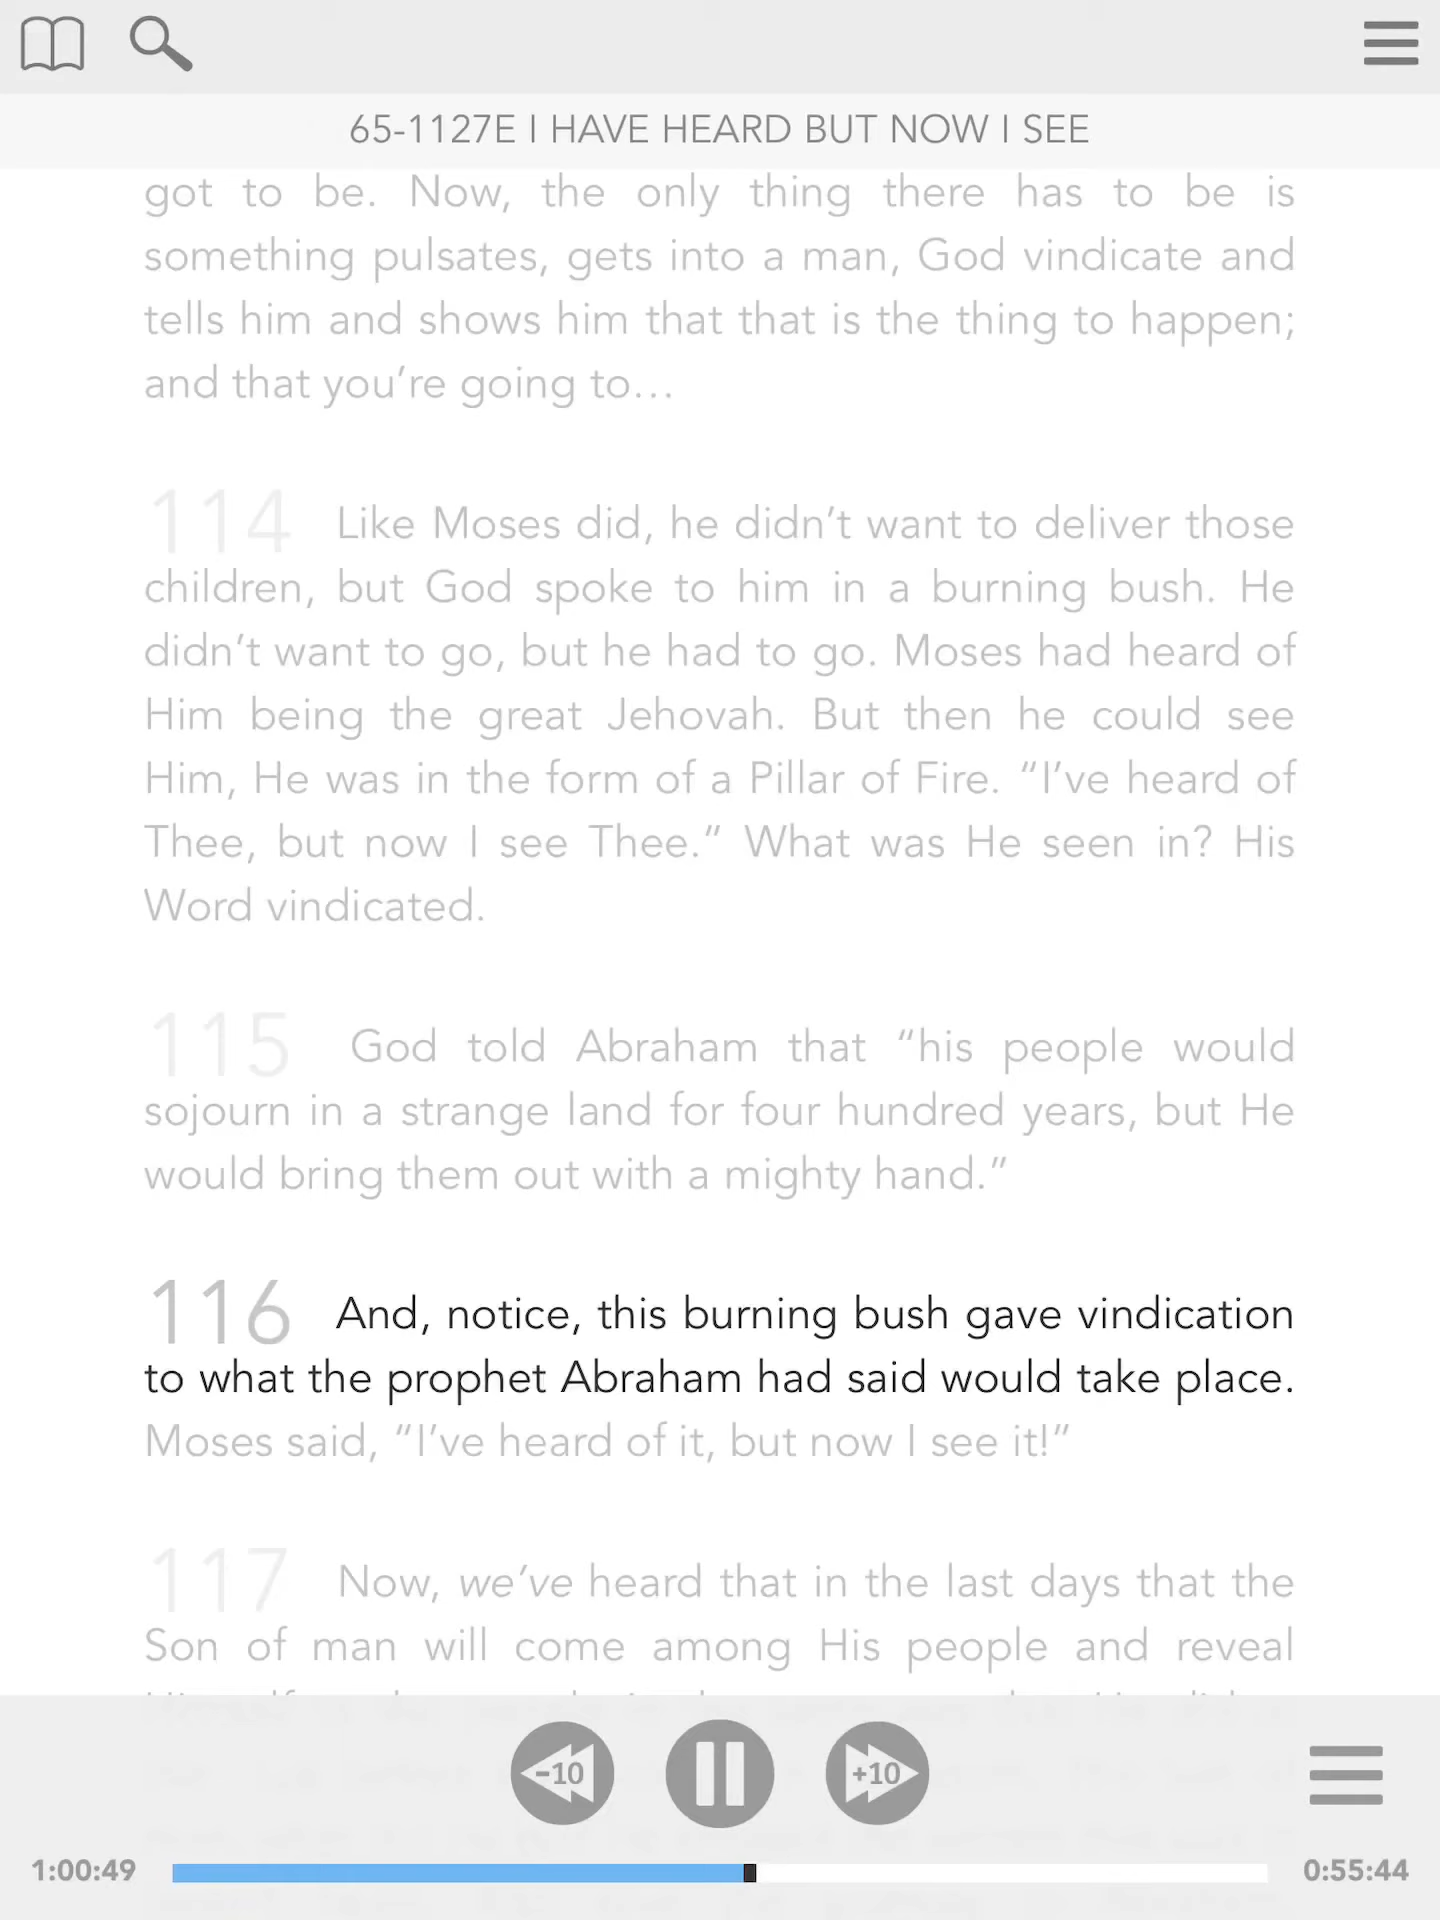 65-1127E I HAVE HEARD BUT NOW I SEE
got to be. Now, the only thing there has to be is
something pulsates, gets into a man, God vindicate and
tells him and shows him that that is the thing to happen;
and that you’re going to…
114 Like Moses did, he didn’t want to deliver those
children, but God spoke to him in a burning bush. He
didn’t want to go, but he had to go. Moses had heard of
Him being the great Jehovah. But then he could see
Him, He was in the form of a Pillar of Fire. “I’ve heard of
Thee, but now I see Thee.” What was He seen in? His
Word vindicated.
115 God told Abraham that “his people would
sojourn in a strange land for four hundred years, but He
would bring them out with a mighty hand.”
116 And, notice, this burning bush gave vindication
to what the prophet Abraham had said would take place.
Moses said, “I’ve heard of it, but now I see it!”
117 Now, we’ve heard that in the last days that the
Son of man will come among His people and reveal
-10 +10
1:00:49 0:55:44